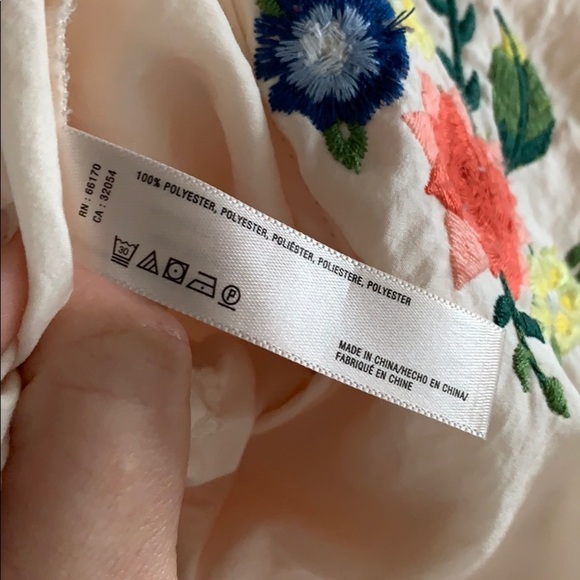 RN : 66170
CA : 32054
100% POLYESTER, POLYESTER, POLIÉSTER, POLIESTERE, POLYESTER
30
P
MADE IN CHINA/HECHO EN CHINA/
FABRIQUÉ EN CHINE